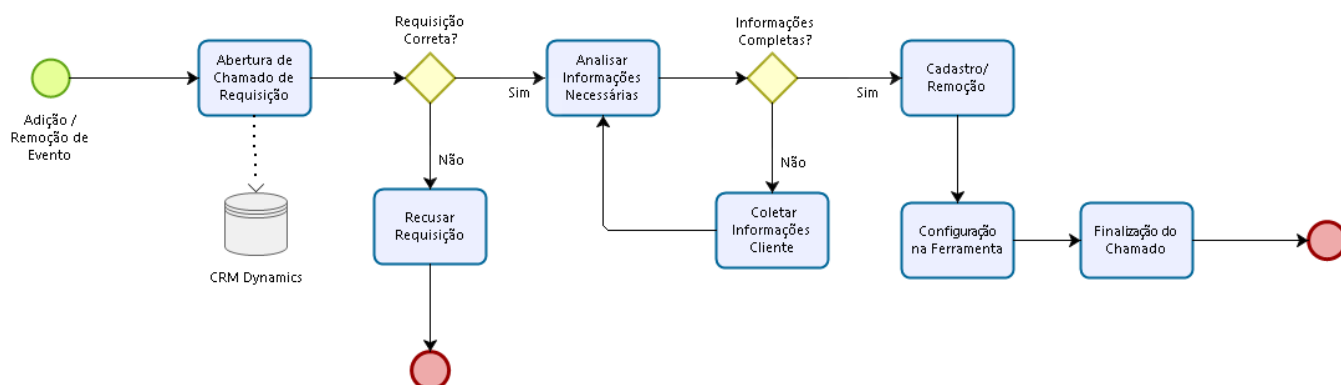 Adição /
Remoção de
Evento
Abertura de
Chamado de
Requisição
CRM Dynamics
Requisição
Correta?
Sim
Não
Recusar
Requisição
Analisar
Informações
Necessárias
Informações
Completas?
Sim
Não
Coletar
Informações
Cliente
Cadastro/
Remoção
Configuração
na Ferramenta
Finalização do
Chamado